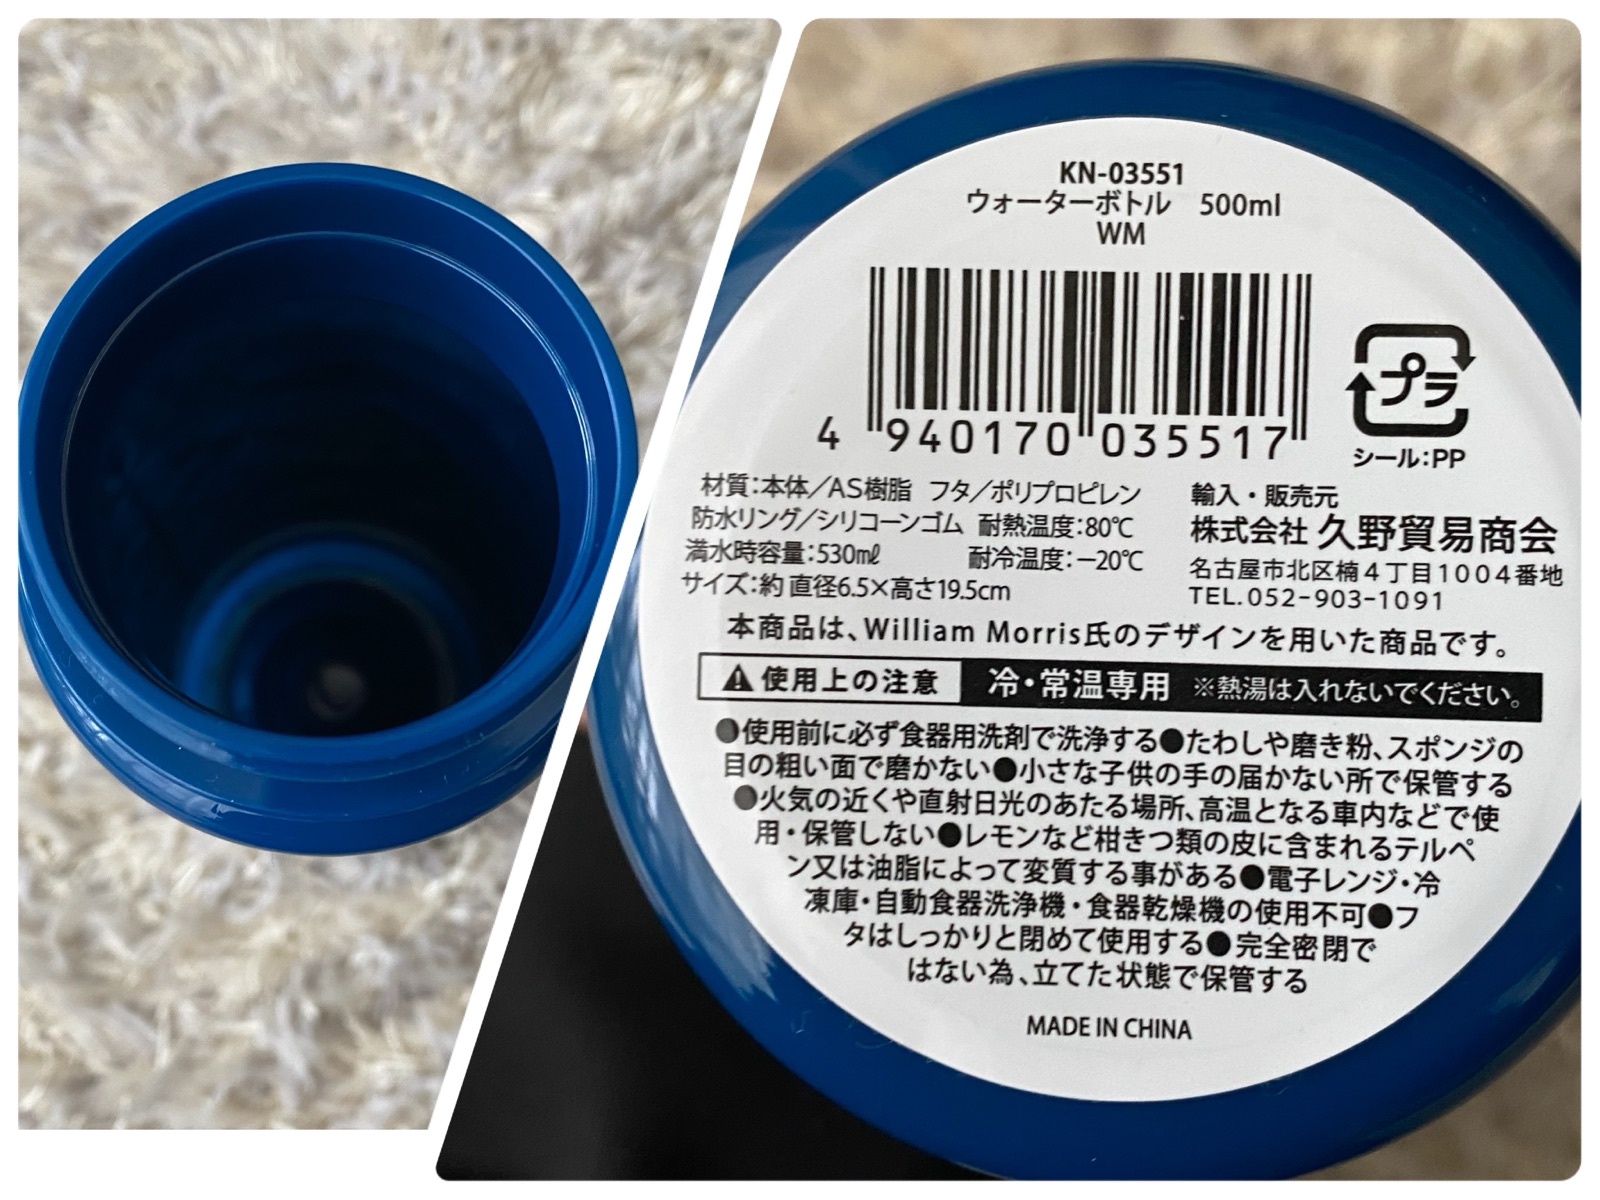 KN-03551
ウォーターボトル 500ml
WM
4 940170 035517
プラ
シール:PP
材質:本体/AS樹脂 フタ/ポリプロピレン
防水リング/シリコーンゴム 耐熱温度:80℃
満水時容量:530㎖ 耐冷温度:-20℃
サイズ:約 直径6.5×高さ19.5cm
輸入・販売元
株式会社 久野貿易商会
名古屋市北区楠4丁目1004番地
TEL.052-903-1091
本商品は、William Morris氏のデザインを用いた商品です。
⚠使用上の注意 冷・常温専用 ※熱湯は入れないでください。
●使用前に必ず食器用洗剤で洗浄する●たわしや磨き粉、スポンジの
目の粗い面で磨かない●小さな子供の手の届かない所で保管する
●火気の近くや直射日光のあたる場所、高温となる車内などで使
用・保管しない●レモンなど柑きつ類の皮に含まれるテルペ
ン又は油脂によって変質する事がある●電子レンジ・冷
凍庫・自動食器洗浄機・食器乾燥機の使用不可●フ
タはしっかりと閉めて使用する●完全密閉で
はない為、立てた状態で保管する
MADE IN CHINA